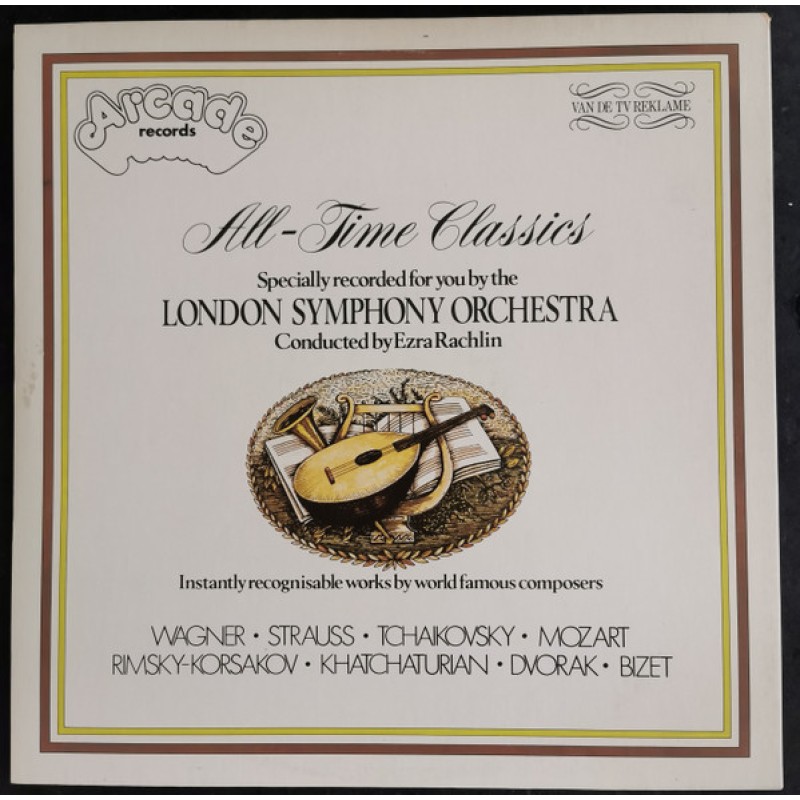 Arcade
records
VAN DE TV REKLAME
All-Time Classics
Specially recorded for you by the
LONDON SYMPHONY ORCHESTRA
Conducted by Ezra Rachlin
Instantly recognisable works by world famous composers
WAGNER • STRAUSS • TCHAIKOVSKY • MOZART
RIMSKY-KORSAKOV • KHATCHATURIAN • DVORAK • BIZET